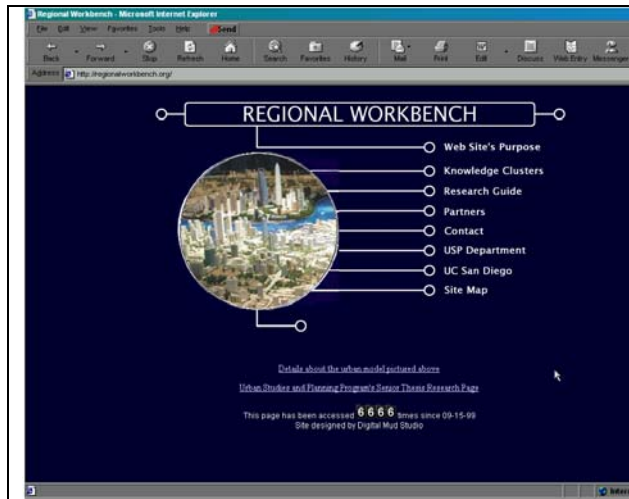 Regional Workbench - Microsoft Internet Explorer
File Edit View Favorites Tools Help Send
Back Forward Stop Refresh Home Search Favorites History Mail Print Edit Discuss Web Entry Messenger
Address http://regionalworkbench.org/
REGIONAL WORKBENCH
Web Site's Purpose
Knowledge Clusters
Research Guide
Partners
Contact
USP Department
UC San Diego
Site Map
Details about the urban model pictured above
Urban Studies and Planning Program's Senior Thesis Research Page
This page has been accessed 6666 times since 09-15-99
Site designed by Digital Mud Studio